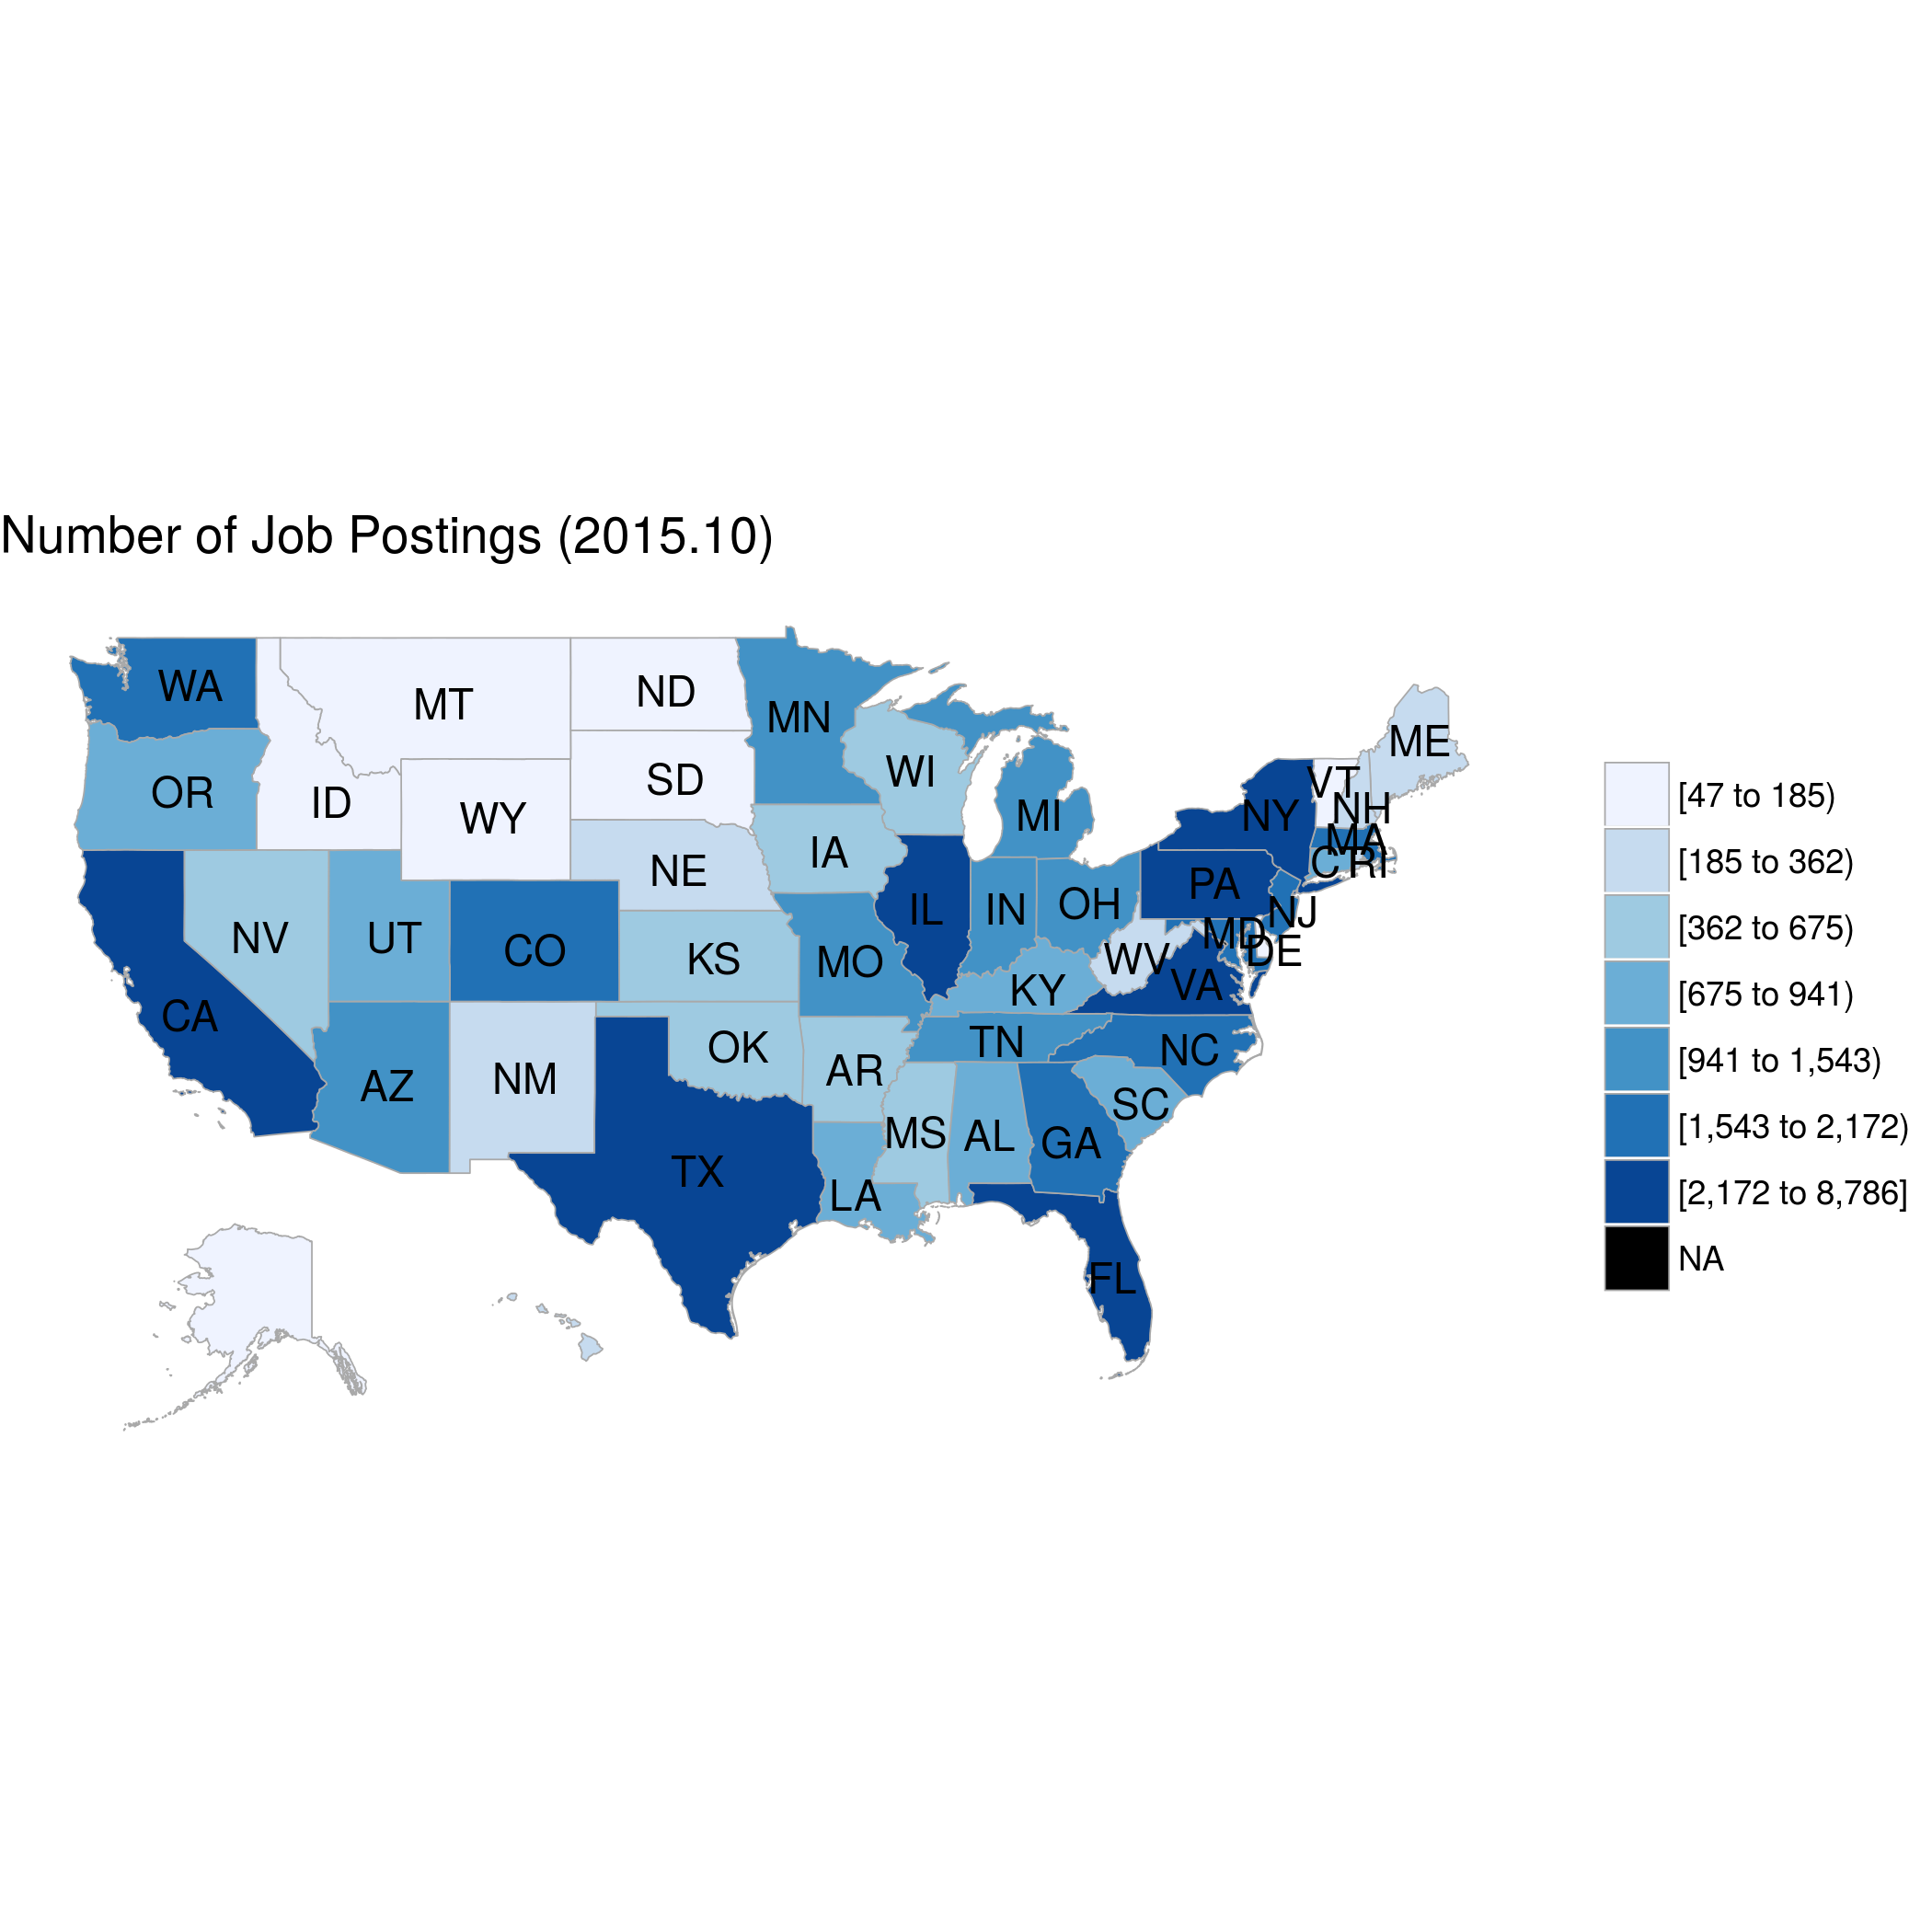 Number of Job Postings (2015.10)
WA
MT
ND
MN
ME
OR
ID
WY
SD
WI
MI
NY
VT
NH
MA
CT
RI
NE
IA
PA
NJ
NV
UT
CO
KS
MO
IL
IN
OH
WV
MD
DE
VA
KY
CA
AZ
NM
OK
AR
TN
NC
SC
TX
LA
MS
AL
GA
FL
[47 to 185)
[185 to 362)
[362 to 675)
[675 to 941)
[941 to 1,543)
[1,543 to 2,172)
[2,172 to 8,786]
NA